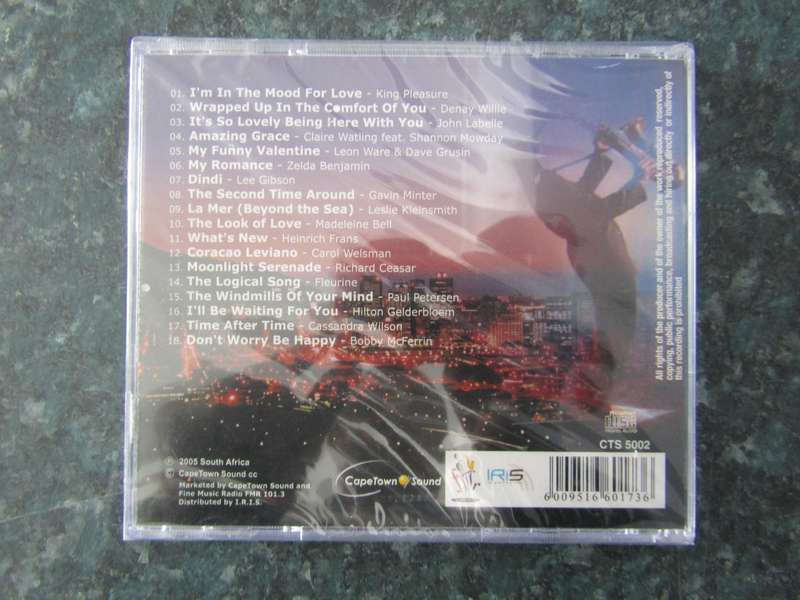 01. I'm In The Mood For Love - King Pleasure
02. Wrapped Up In The Comfort Of You - Denay Willie
03. It's So Lovely Being Here With You - John Labelle
04. Amazing Grace - Claire Watling feat. Shannon Mowday
05. My Funny Valentine - Leon Ware & Dave Grusin
06. My Romance - Zelda Benjamin
07. Dindi - Lee Gibson
08. The Second Time Around - Gavin Minter
09. La Mer (Beyond the Sea) - Leslie Kleinsmith
10. The Look of Love - Madeleine Bell
11. What's New - Heinrich Frans
12. Coracao Leviano - Carol Welsman
13. Moonlight Serenade - Richard Ceasar
14. The Logical Song - Fleurine
15. The Windmills Of Your Mind - Paul Petersen
16. I'll Be Waiting For You - Hilton Gelderbloem
17. Time After Time - Cassandra Wilson
18. Don't Worry Be Happy - Bobby McFerrin
All rights of the producer and of the owner of the work reproduced reserved,
copying, public performance, broadcasting and hiring out directly or indirectly of
this recording is prohibited
disc
CTS 5002
℗ 2005 South Africa
© CapeTown Sound cc
Marketed by CapeTown Sound and
Fine Music Radio FMR 101.3
Distributed by I.R.I.S.
CapeTown Sound
IRIS
6009516601736